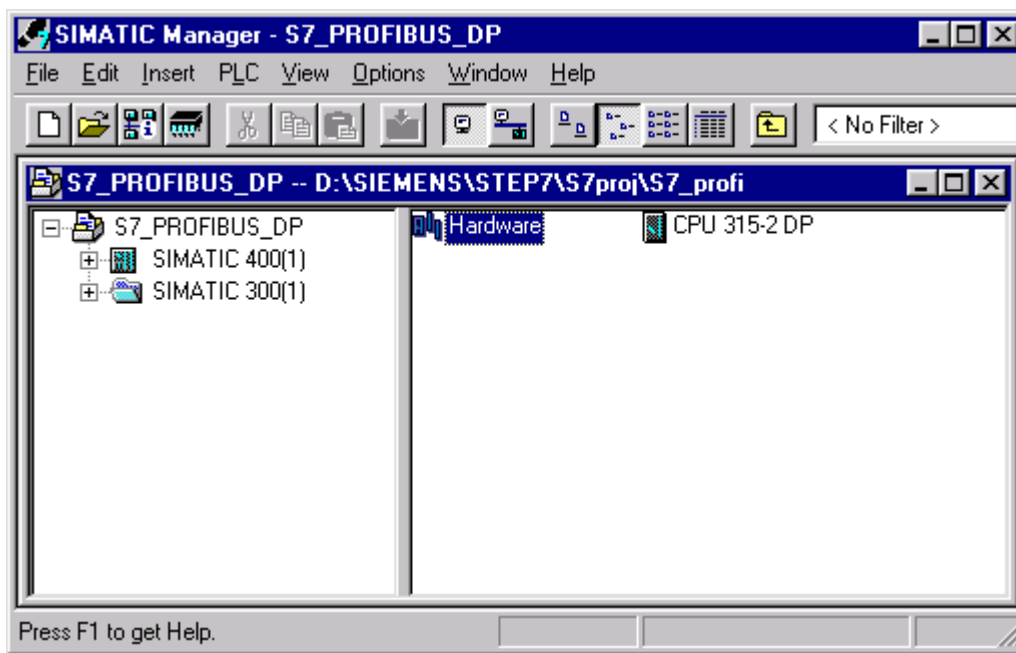 SIMATIC Manager - S7_PROFIBUS_DP
File Edit Insert PLC View Options Window Help
< No Filter >
S7_PROFIBUS_DP -- D:\SIEMENS\STEP7\S7proj\S7_profi
S7_PROFIBUS_DP
SIMATIC 400(1)
SIMATIC 300(1)
Hardware CPU 315-2 DP
Press F1 to get Help.